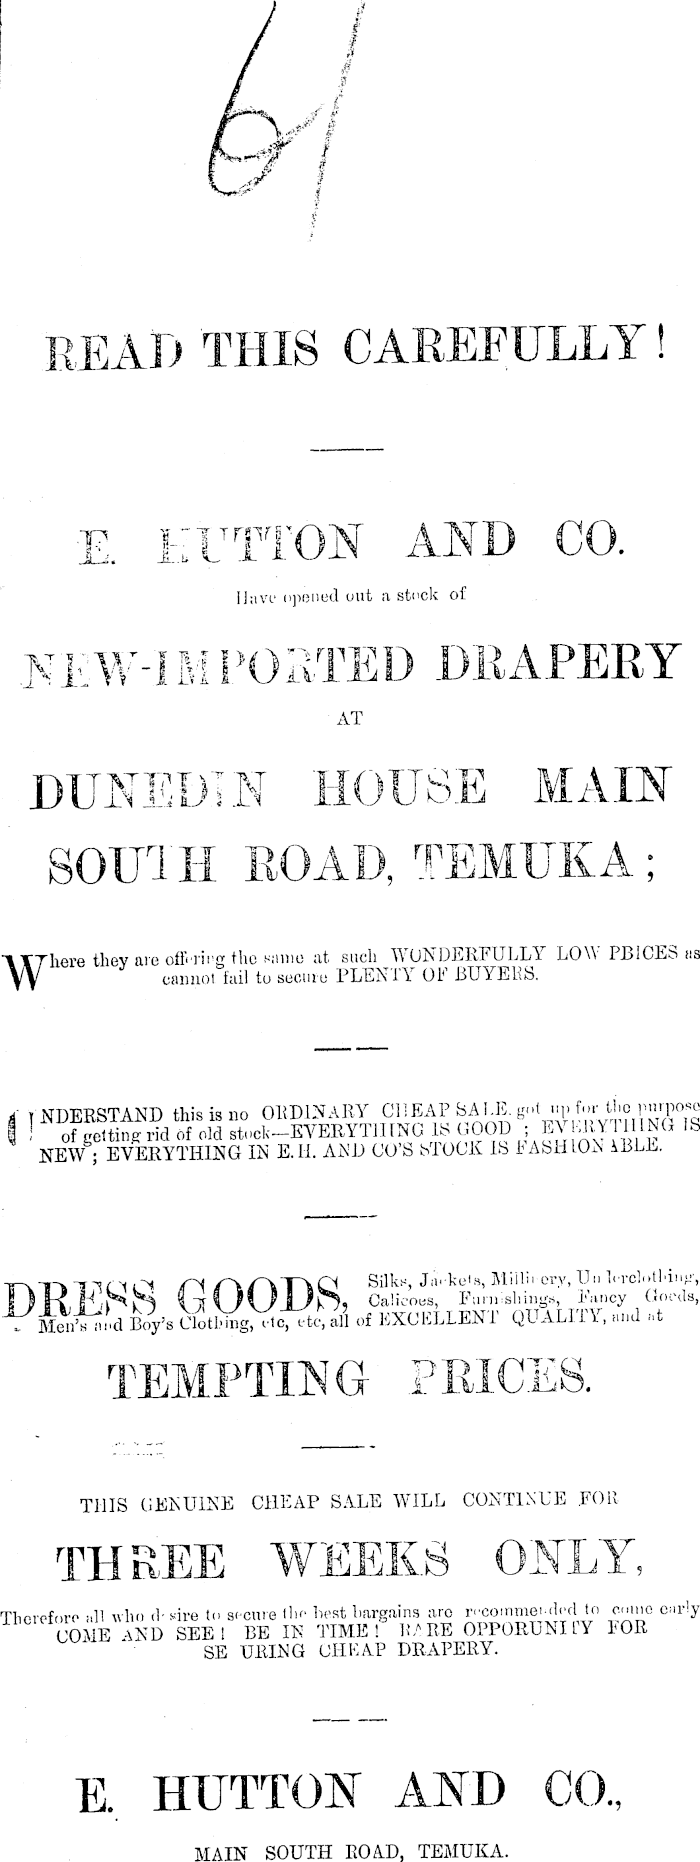 61
READ THIS CAREFULLY!
E. HUTTON AND CO.
Have opened out a stock of
NEW-IMPORTED DRAPERY
AT
DUNEDIN HOUSE MAIN
SOUTH ROAD, TEMUKA;
Where they are offering the same at such WONDERFULLY LOW PRICES as
cannot fail to secure PLENTY OF BUYERS.
UNDERSTAND this is no ORDINARY CHEAP SALE. got up for the purpose
of getting rid of old stock—EVERYTHING IS GOOD ; EVERYTHING IS
NEW ; EVERYTHING IN E.H. AND CO'S STOCK IS FASHIONABLE.
DRESS GOODS, Silks, Jackets, Millinery, Underclothing,
Calicoes, Furnishings, Fancy Goods,
Men's and Boy's Clothing, etc, etc, all of EXCELLENT QUALITY, and at
TEMPTING PRICES.
THIS GENUINE CHEAP SALE WILL CONTINUE FOR
THREE WEEKS ONLY,
Therefore all who desire to secure the best bargains are recommended to come early
COME AND SEE! BE IN TIME! RARE OPPORUNITY FOR
SE URING CHEAP DRAPERY.
E. HUTTON AND CO.,
MAIN SOUTH ROAD, TEMUKA.